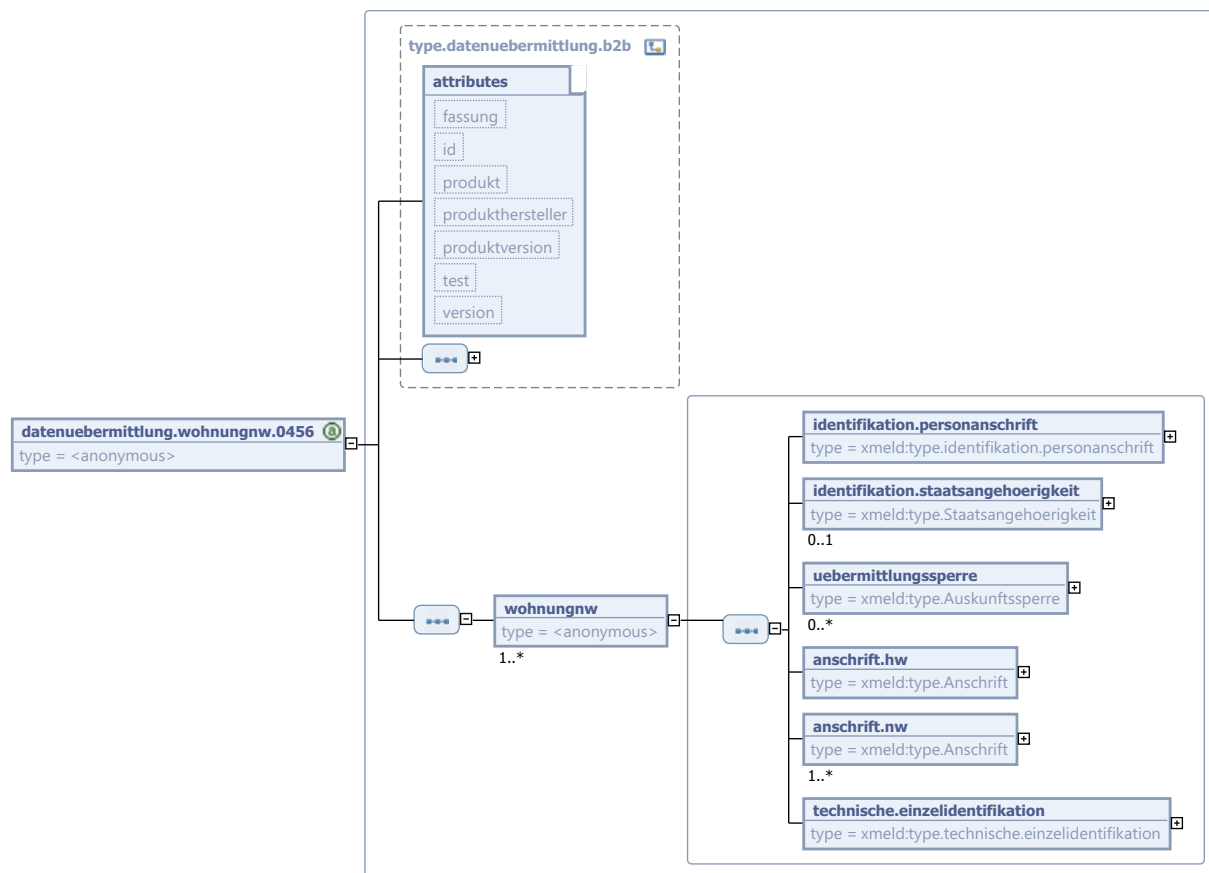 type.datenuebermittlung.b2b
attributes
fassung
id
produkt
produkthersteller
produktversion
test
version
datenuebermittlung.wohnungnw.0456
type = <anonymous>
wohnungnw
type = <anonymous>
1..*
identifikation.personanschrift
type = xmeld:type.identifikation.personanschrift
identifikation.staatsangehoerigkeit
type = xmeld:type.Staatsangehoerigkeit
0..1
uebermittlungssperre
type = xmeld:type.Auskunftssperre
0..*
anschrift.hw
type = xmeld:type.Anschrift
anschrift.nw
type = xmeld:type.Anschrift
1..*
technische.einzelidentifikation
type = xmeld:type.technische.einzelidentifikation